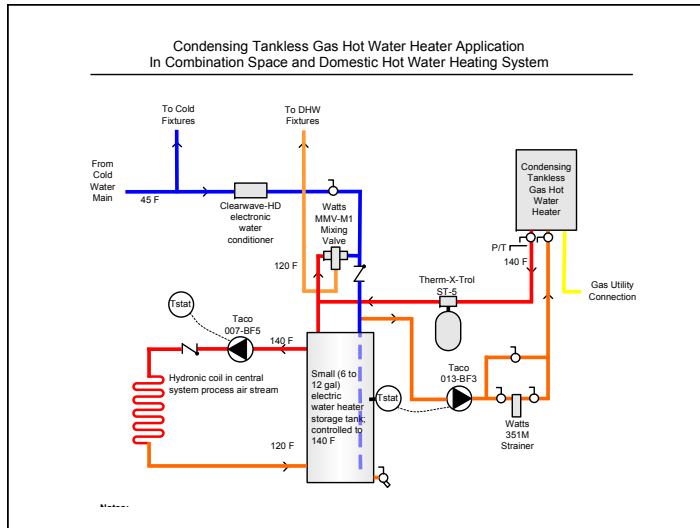 Condensing Tankless Gas Hot Water Heater Application
In Combination Space and Domestic Hot Water Heating System
To Cold
Fixtures
To DHW
Fixtures
From
Cold
Water
Main
45 F
Clearwave-HD
electronic
water
conditioner
Watts
MMV-M1
Mixing
Valve
120 F
Condensing
Tankless
Gas Hot
Water
Heater
P/T
140 F
Therm-X-Trol
ST-5
Gas Utility
Connection
Tstat
Taco
007-BF5
140 F
Hydronic coil in central
system process air stream
120 F
Small (6 to
12 gal)
electric
water heater
storage tank;
controlled to
140 F
Tstat
Taco
013-BF3
Watts
351M
Strainer
Notes: